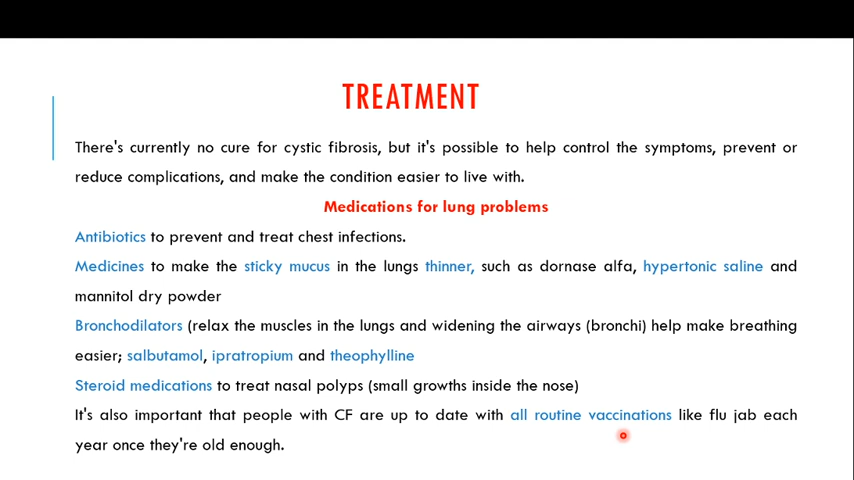 TREATMENT
There's currently no cure for cystic fibrosis, but it's possible to help control the symptoms, prevent or
reduce complications, and make the condition easier to live with.
Medications for lung problems
Antibiotics to prevent and treat chest infections.
Medicines to make the sticky mucus in the lungs thinner, such as dornase alfa, hypertonic saline and
mannitol dry powder
Bronchodilators (relax the muscles in the lungs and widening the airways (bronchi) help make breathing
easier; salbutamol, ipratropium and theophylline
Steroid medications to treat nasal polyps (small growths inside the nose)
It's also important that people with CF are up to date with all routine vaccinations like flu jab each
year once they're old enough.